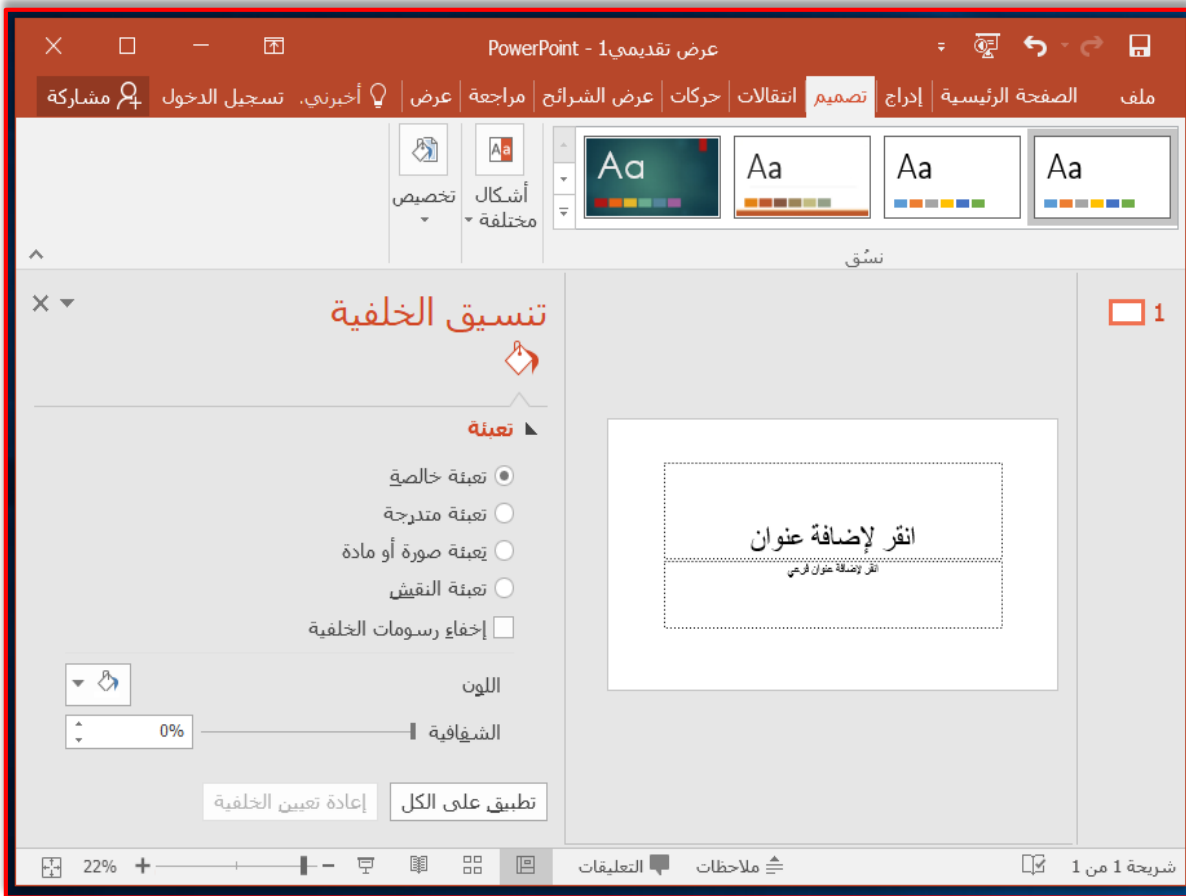 عرض تقديمي1 - PowerPoint
ملف الصفحة الرئيسية إدراج تصميم انتقالات حركات عرض الشرائح مراجعة عرض أخبرني. تسجيل الدخول مشاركة
Aa Aa Aa Aa
Aa
أشكال مختلفة
تخصيص
نسُق
1
انقر لإضافة عنوان
انقر لإضافة عنوان فرعي
تنسيق الخلفية
تعبئة
تعبئة خالصة
تعبئة متدرجة
تعبئة صورة أو مادة
تعبئة النقش
إخفاء رسومات الخلفية
اللون
الشفافية 0%
تطبيق على الكل إعادة تعيين الخلفية
شريحة 1 من 1 ملاحظات التعليقات 22%